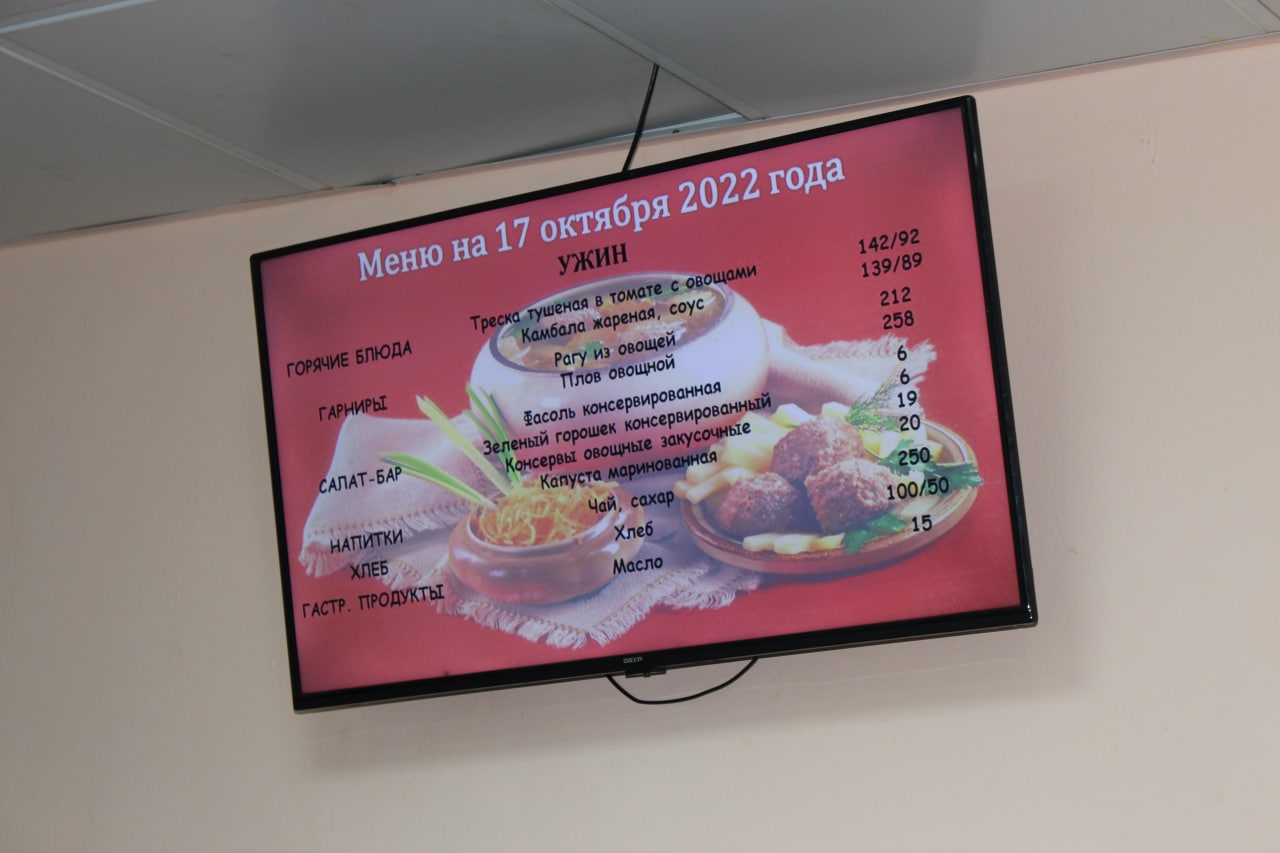 Меню на 17 октября 2022 года
УЖИН
ГОРЯЧИЕ БЛЮДА Треска тушеная в томате с овощами 142/92
Камбала жареная, соус 139/89
ГАРНИРЫ Рагу из овощей 212
Плов овощной 258
САЛАТ-БАР Фасоль консервированная 6
Зеленый горошек консервированный 6
Консервы овощные закусочные 19
Капуста маринованная 20
НАПИТКИ Чай, сахар 250
ХЛЕБ Хлеб 100/50
ГАСТР. ПРОДУКТЫ Масло 15
DEXP